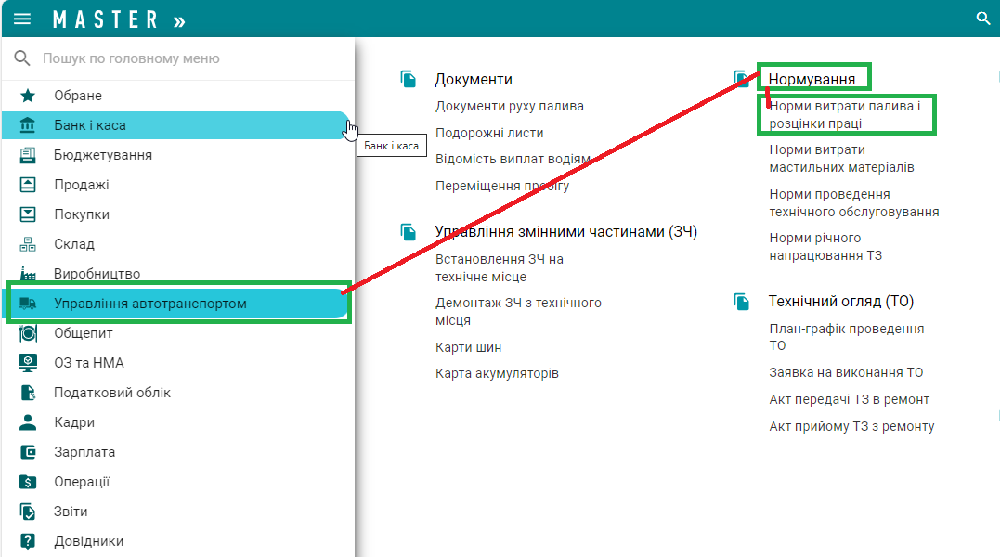 MASTER »
Пошук по головному меню
Обране
Банк і каса
Бюджетування
Продажі
Покупки
Склад
Виробництво
Управління автотранспортом
Общепит
ОЗ та НМА
Податковий облік
Кадри
Зарплата
Операції
Звіти
Довідники
Банк і каса
Документи
Документи руху палива
Подорожні листи
Відомість виплат водіям
Переміщення пробігу
Управління змінними частинами (ЗЧ)
Встановлення ЗЧ на
технічне місце
Демонтаж ЗЧ з технічного
місця
Карти шин
Карта акумуляторів
Нормування
Норми витрати палива і
розцінки праці
Норми витрати
мастильних матеріалів
Норми проведення
технічного обслуговування
Норми річного
напрацювання ТЗ
Технічний огляд (ТО)
План-графік проведення
ТО
Заявка на виконання ТО
Акт передачі ТЗ в ремонт
Акт прийому ТЗ з ремонту